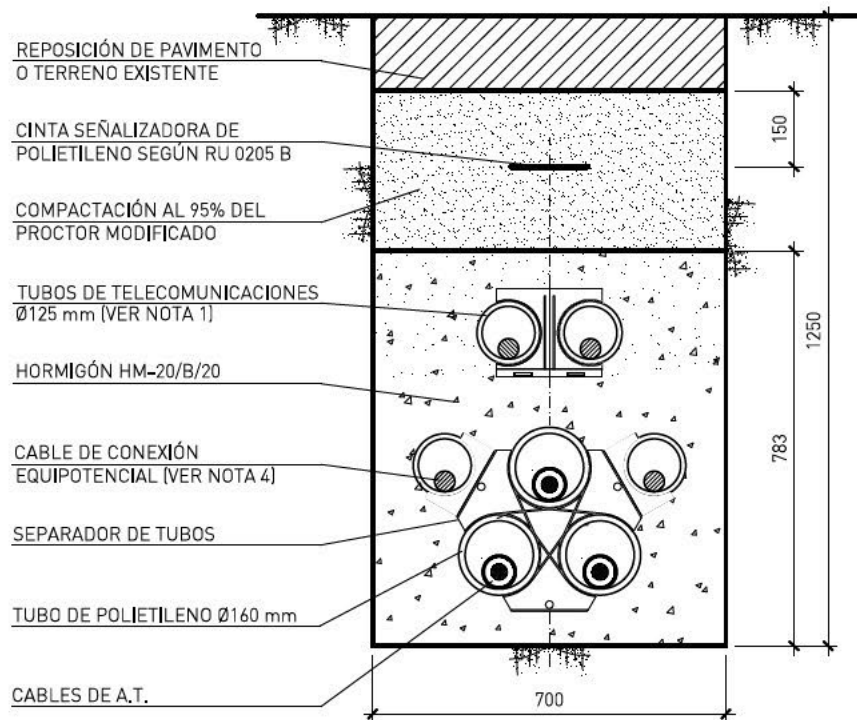 REPOSICIÓN DE PAVIMENTO
O TERRENO EXISTENTE
CINTA SEÑALIZADORA DE
POLIETILENO SEGÚN RU 0205 B
COMPACTACIÓN AL 95% DEL
PROCTOR MODIFICADO
TUBOS DE TELECOMUNICACIONES
Ø125 mm (VER NOTA 1)
HORMIGÓN HM-20/B/20
CABLE DE CONEXIÓN
EQUIPOTENCIAL (VER NOTA 4)
SEPARADOR DE TUBOS
TUBO DE POLIETILENO Ø160 mm
CABLES DE A.T.
150
783
1250
700